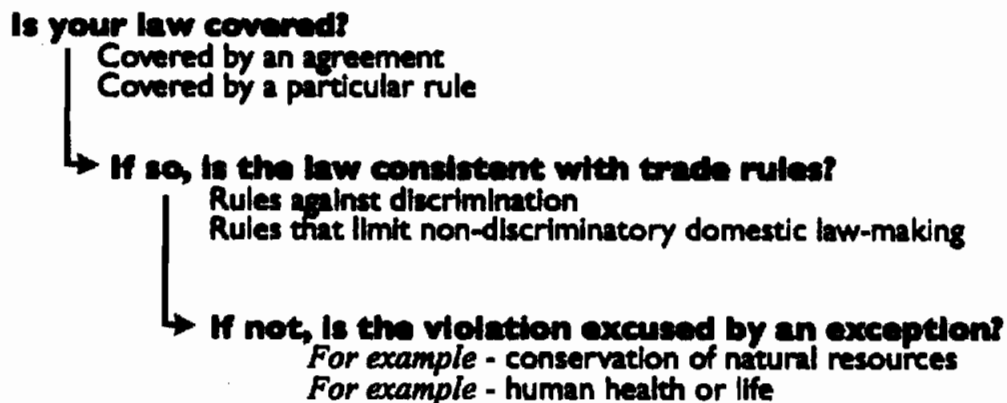 Is your law covered?
Covered by an agreement
Covered by a particular rule
If so, is the law consistent with trade rules?
Rules against discrimination
Rules that limit non-discriminatory domestic law-making
If not, is the violation excused by an exception?
For example - conservation of natural resources
For example - human health or life